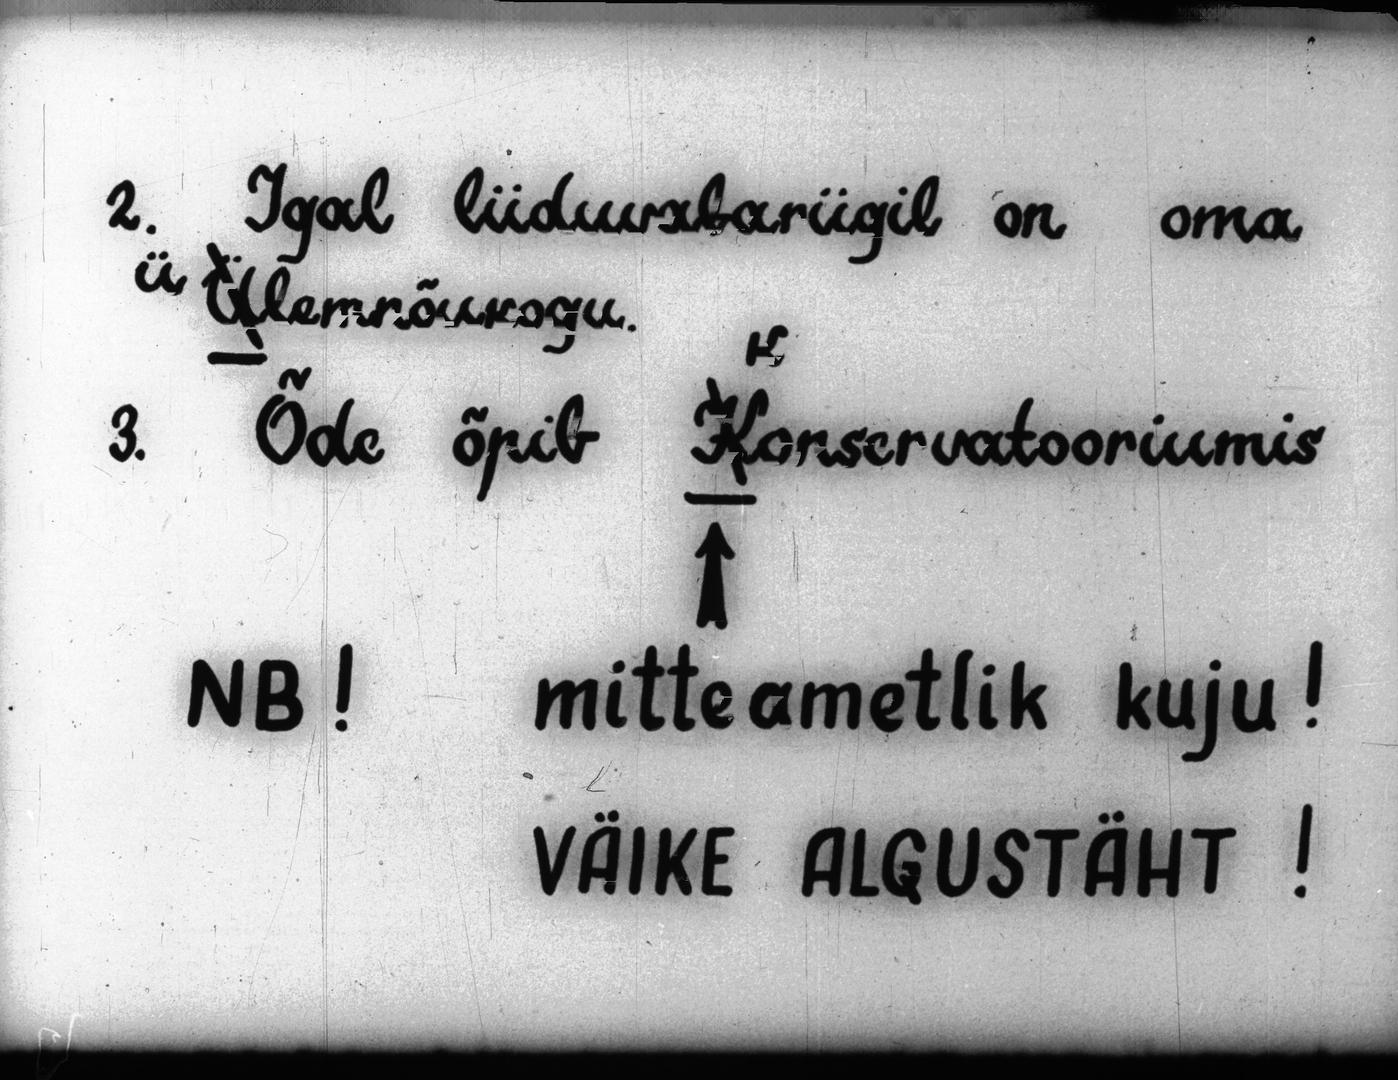 2. Igal liiduvabariigil on oma
ü Ülemnõukogu.
k
3. Õde õpib Konservatooriumis
NB! mitteametlik kuju!
VÄIKE ALGUSTÄHT!